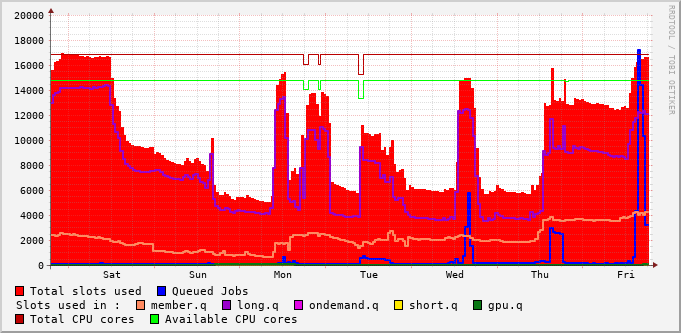 20000
18000
16000
14000
12000
10000
8000
6000
4000
2000
0
Sat Sun Mon Tue Wed Thu Fri
RRDTOOL / TOBI OETIKER
Total slots used Queued Jobs
Slots used in : member.q long.q ondemand.q short.q gpu.q
Total CPU cores Available CPU cores